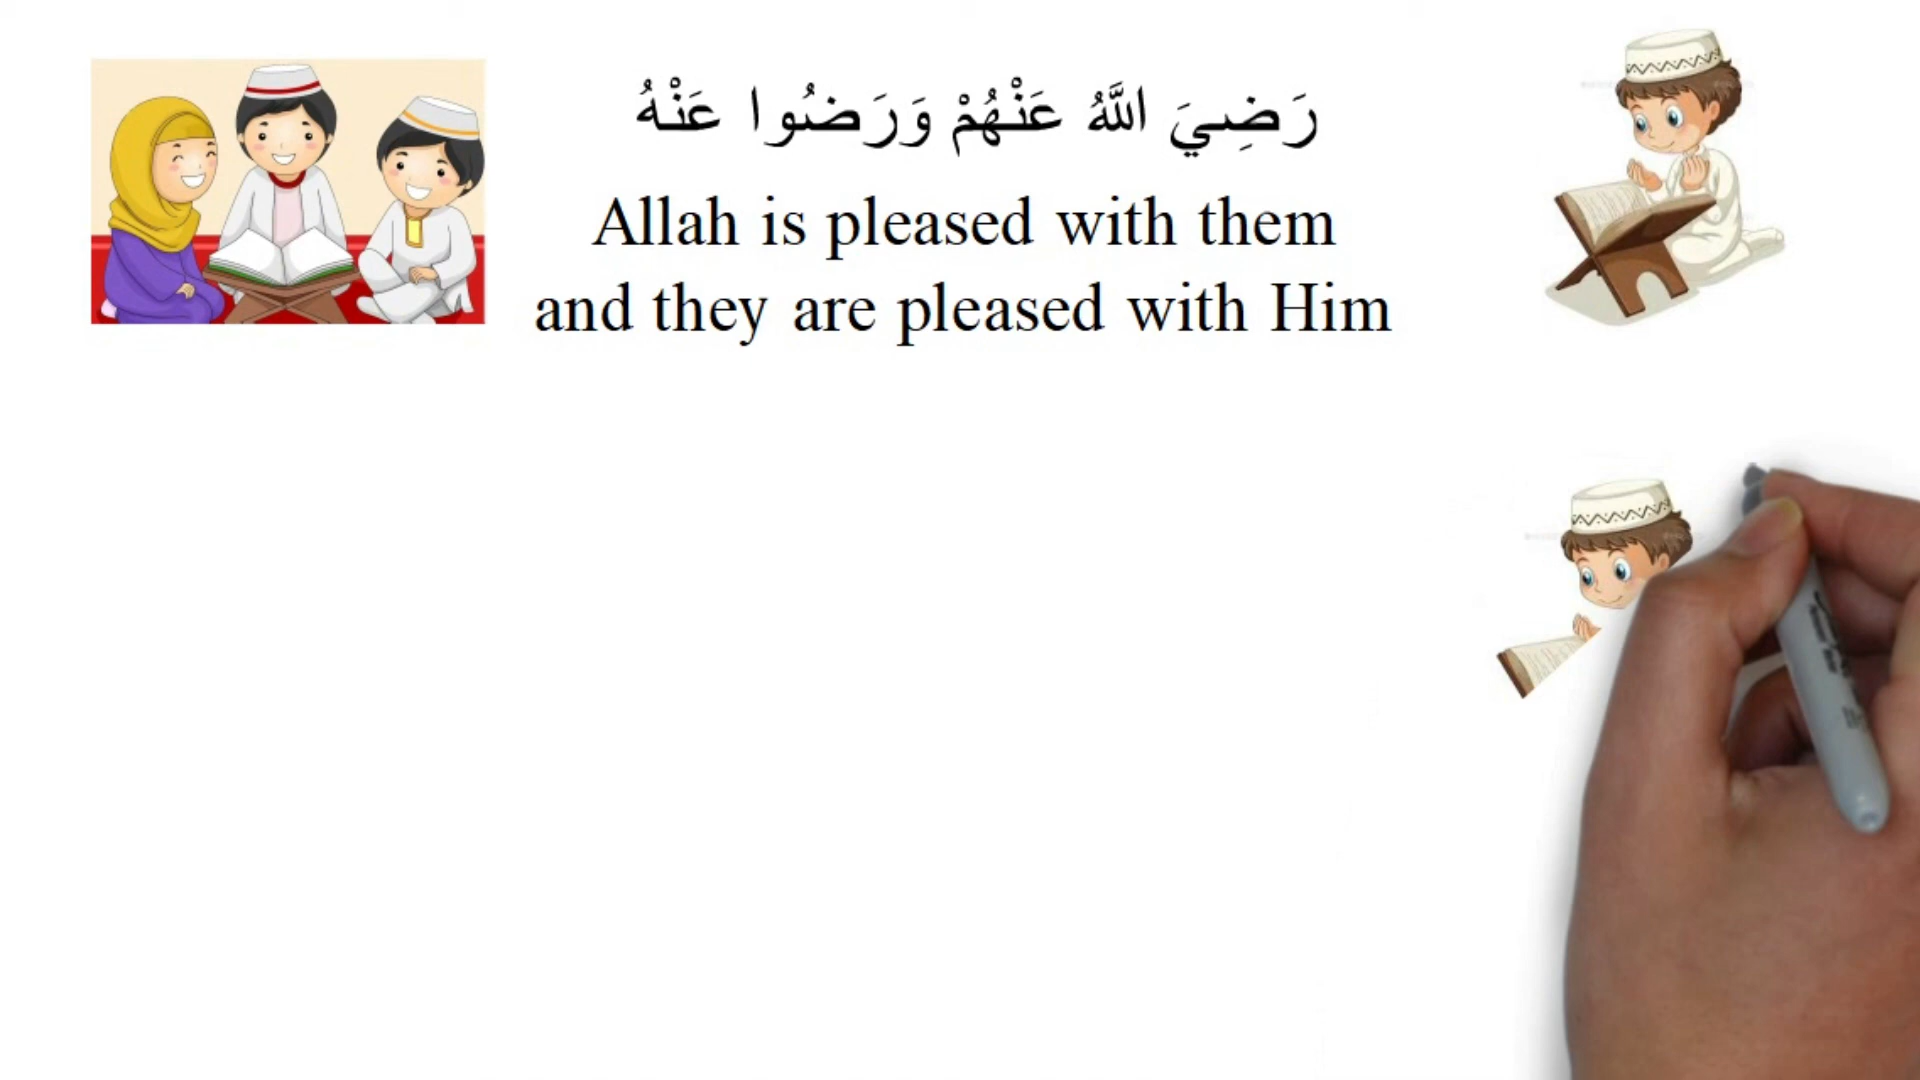 رَضِيَ اللَّهُ عَنْهُمْ وَرَضُوا عَنْهُ
Allah is pleased with them
and they are pleased with Him